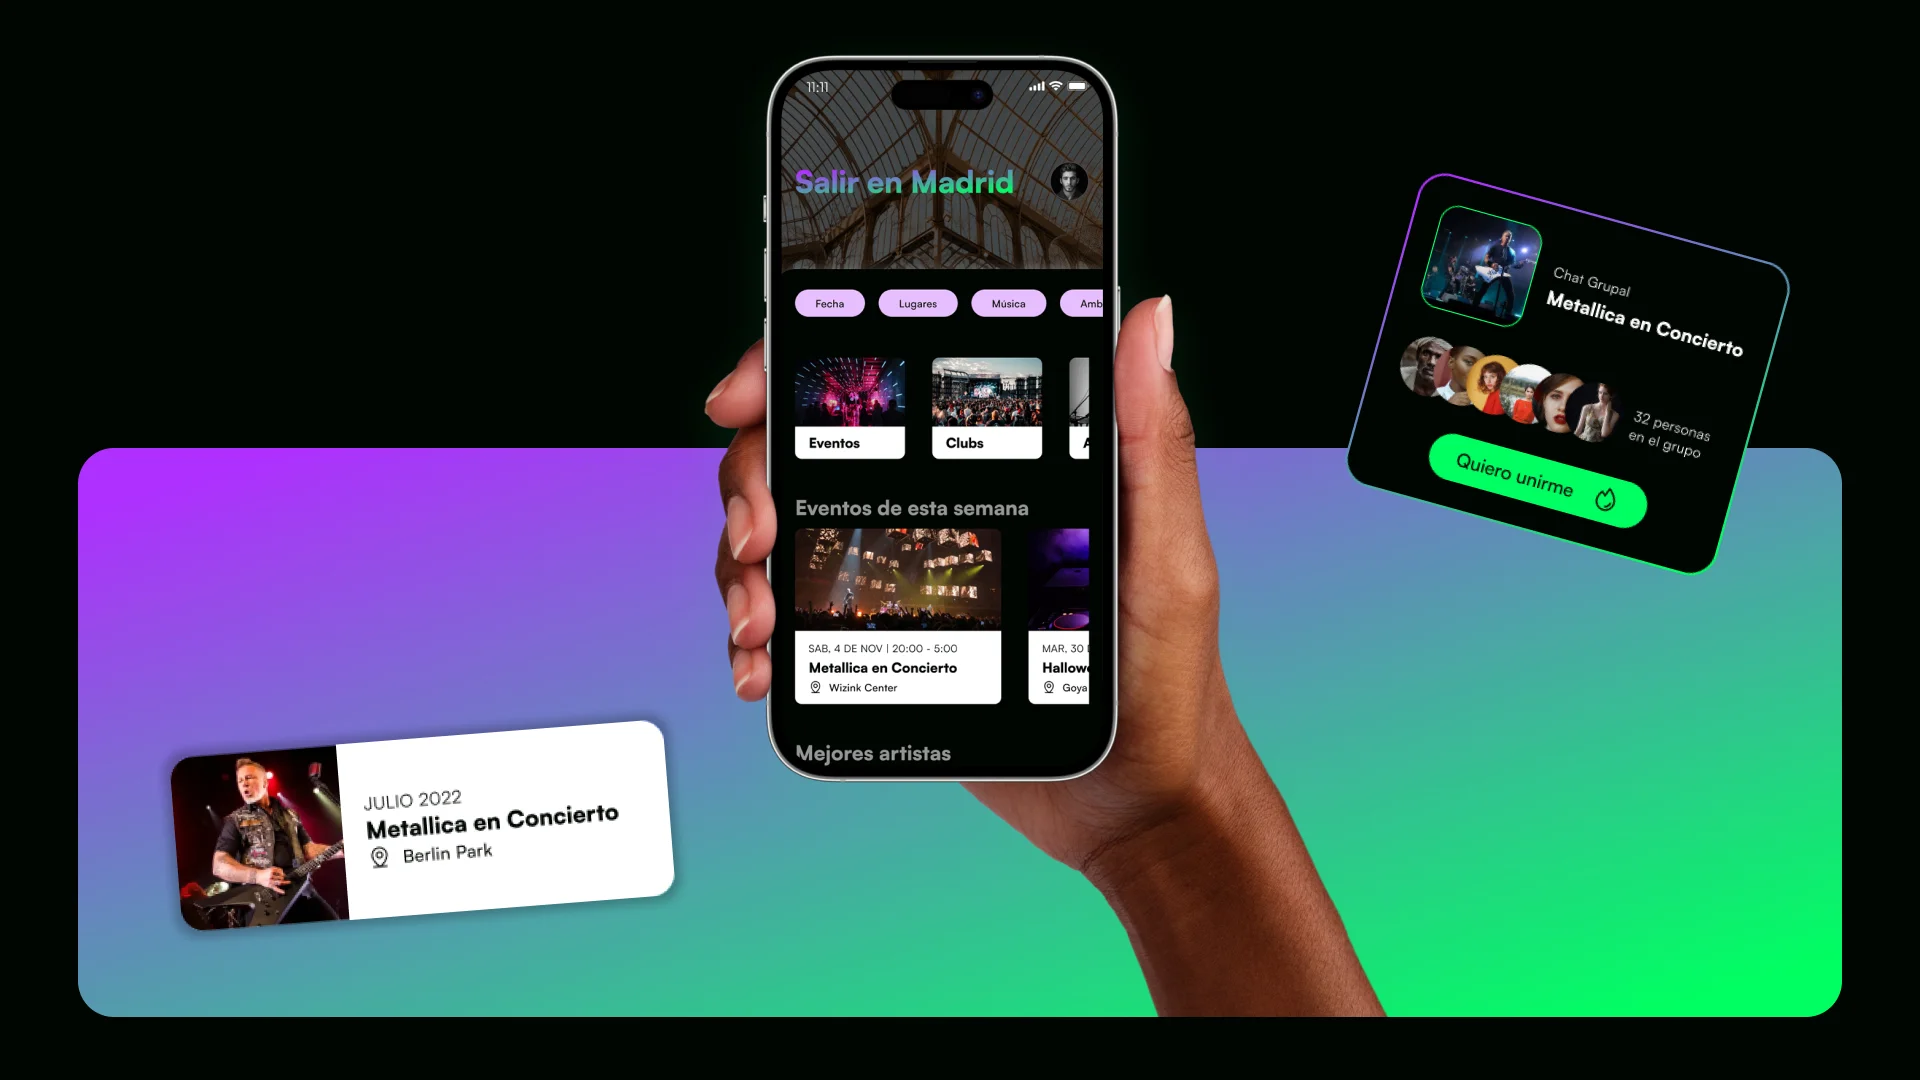 11:11
Salir en Madrid
Fecha
Lugares
Música
Amb
Eventos
Clubs
A
Eventos de esta semana
SAB, 4 DE NOV | 20:00 - 5:00
Metallica en Concierto
Wizink Center
MAR, 30 D
Hallowe
Goya
Mejores artistas
Chat Grupal
Metallica en Concierto
32 personas
en el grupo
Quiero unirme
JULIO 2022
Metallica en Concierto
Berlin Park